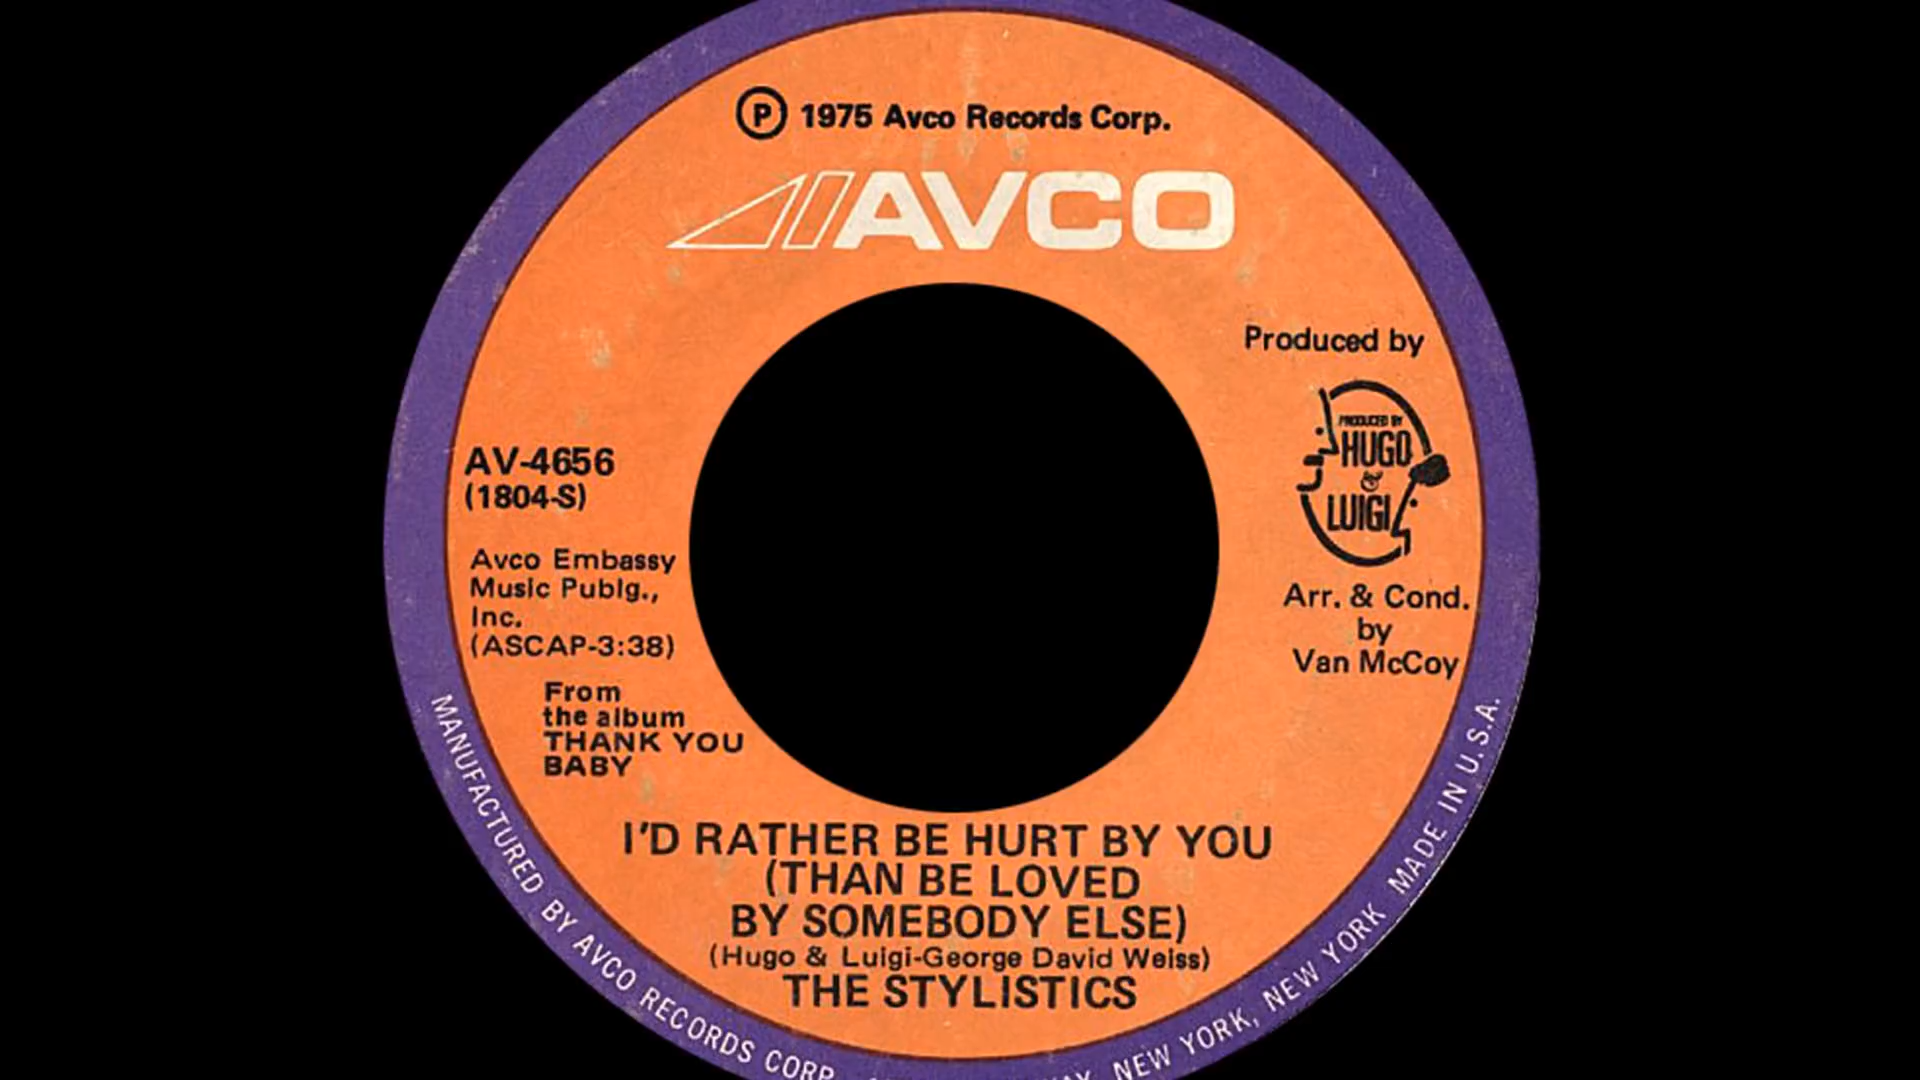 Ⓟ 1975 Avco Records Corp.
AVCO
Produced by
PRODUCED BY
HUGO
&
LUIGI
Arr. & Cond.
by
Van McCoy
AV-4656
(1804-S)
Avco Embassy
Music Publg.,
Inc.
(ASCAP-3:38)
From
the album
THANK YOU
BABY
I'D RATHER BE HURT BY YOU
(THAN BE LOVED
BY SOMEBODY ELSE)
(Hugo & Luigi-George David Weiss)
THE STYLISTICS
MANUFACTURED BY AVCO RECORDS CORP. NEW YORK, NEW YORK MADE IN U.S.A.